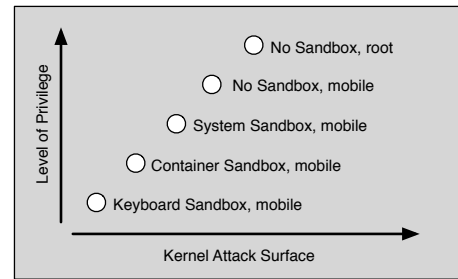 No Sandbox, root
No Sandbox, mobile
System Sandbox, mobile
Container Sandbox, mobile
Keyboard Sandbox, mobile
Level of Privilege
Kernel Attack Surface